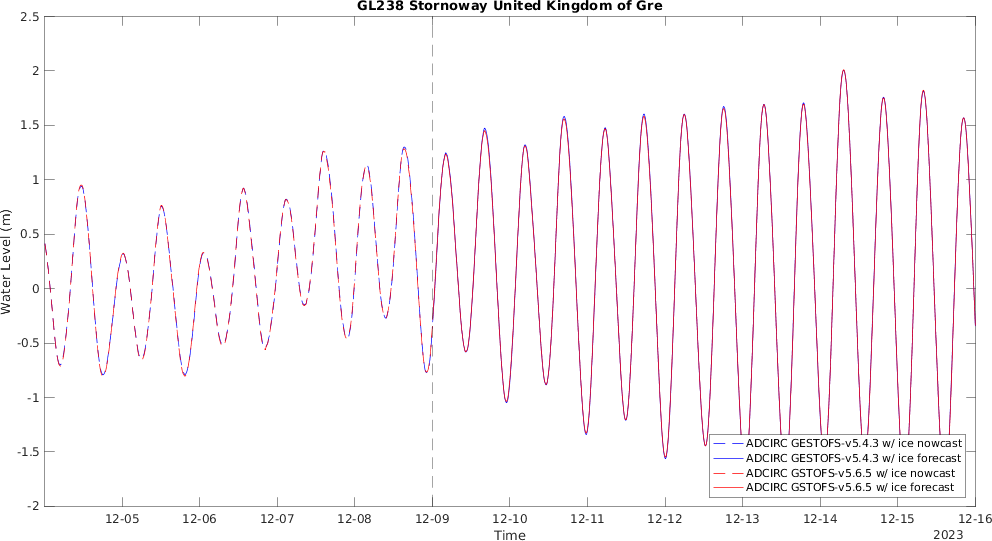 GL238 Stornoway United Kingdom of Gre
2.5
2
1.5
1
0.5
0
-0.5
-1
-1.5
-2
Water Level (m)
ADCIRC GESTOFS-v5.4.3 w/ ice nowcast
ADCIRC GESTOFS-v5.4.3 w/ ice forecast
ADCIRC GSTOFS-v5.6.5 w/ ice nowcast
ADCIRC GSTOFS-v5.6.5 w/ ice forecast
12-05 12-06 12-07 12-08 12-09 12-10 12-11 12-12 12-13 12-14 12-15 12-16
Time
2023